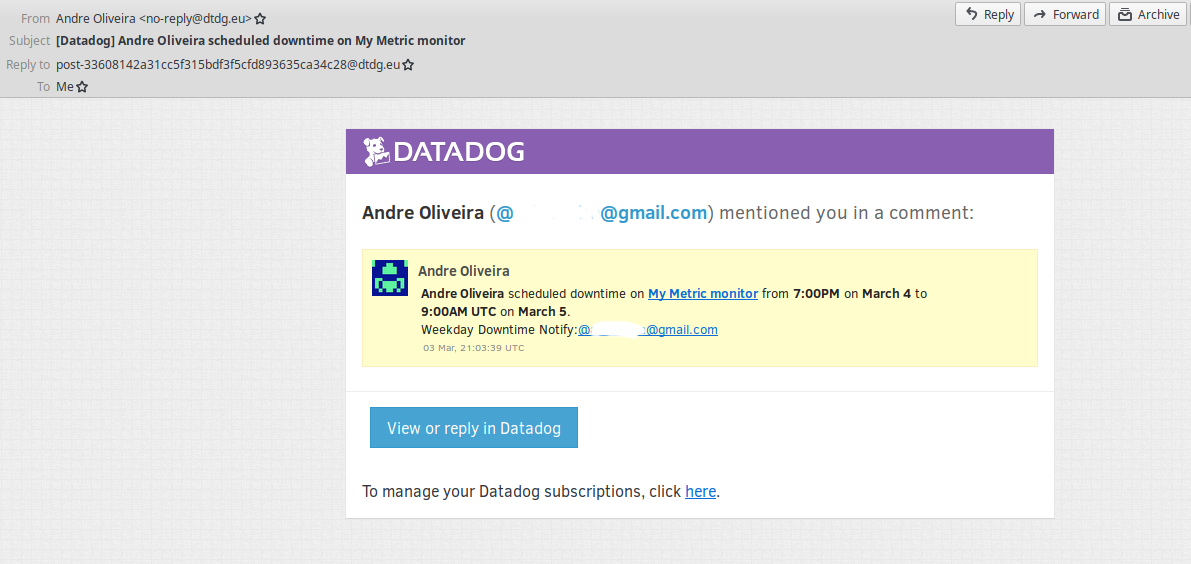 From Andre Oliveira <no-reply@dtdg.eu>
Reply Forward Archive
Subject [Datadog] Andre Oliveira scheduled downtime on My Metric monitor
Reply to post-33608142a31cc5f315bdf3f5cfd893635ca34c28@dtdg.eu
To Me
DATADOG
Andre Oliveira (@ @gmail.com) mentioned you in a comment:
Andre Oliveira
Andre Oliveira scheduled downtime on My Metric monitor from 7:00PM on March 4 to
9:00AM UTC on March 5.
Weekday Downtime Notify:@ @gmail.com
03 Mar, 21:03:39 UTC
View or reply in Datadog
To manage your Datadog subscriptions, click here.